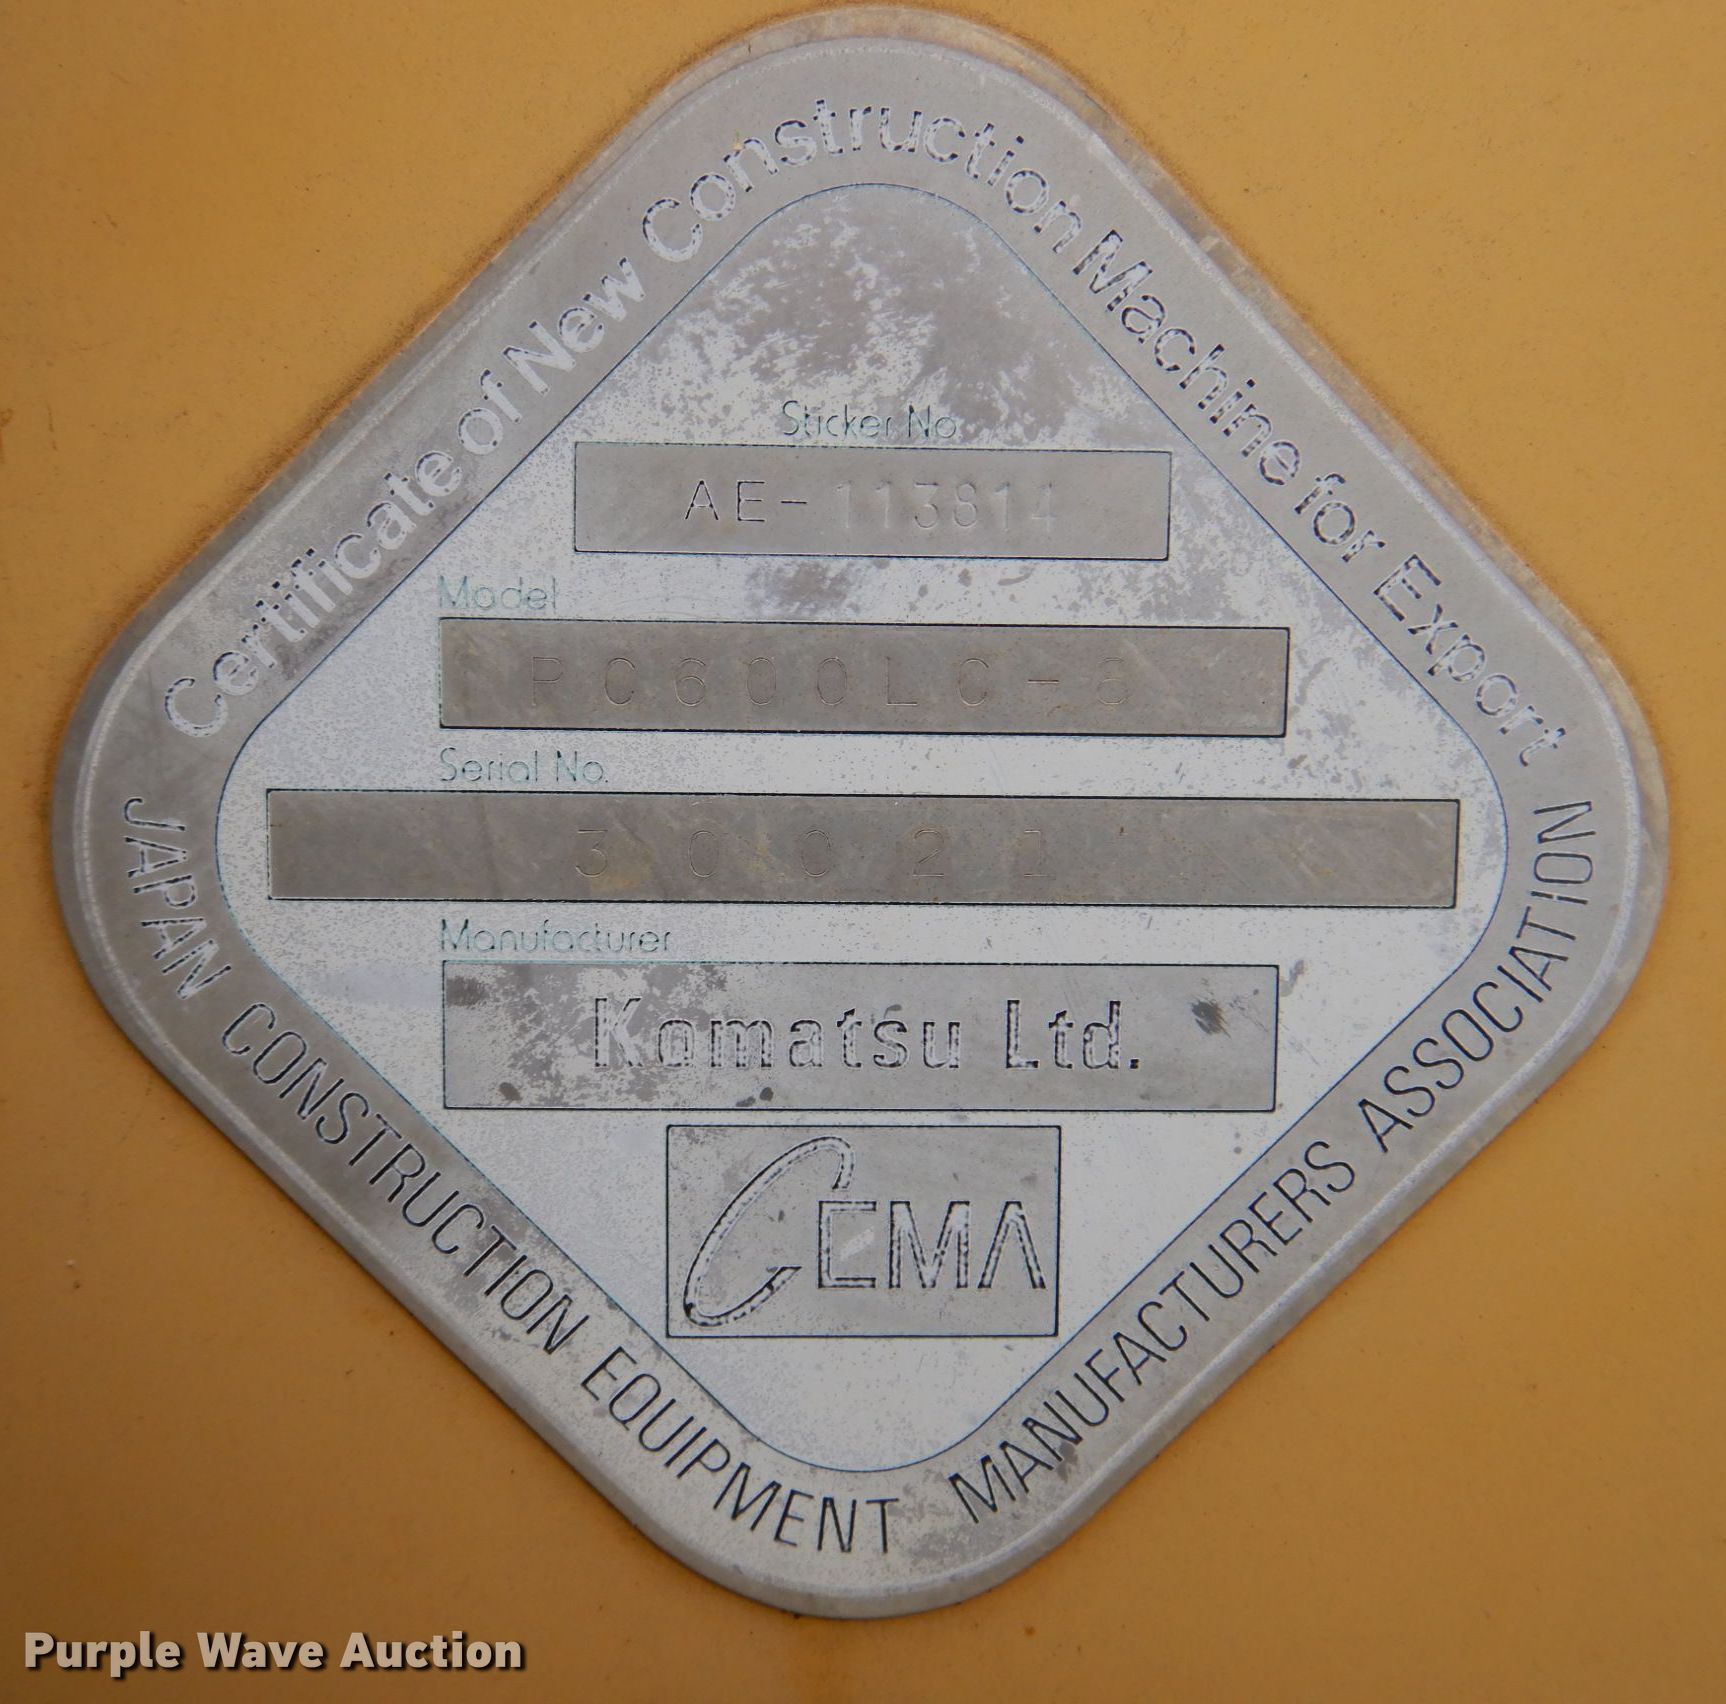 Certificate of New Construction Machine for Export
Sticker No.
AE-113814
Model
PC600LC-8
Serial No.
30021
Manufacturer
Komatsu Ltd.
CEMA
JAPAN CONSTRUCTION EQUIPMENT MANUFACTURERS ASSOCIATION
Purple Wave Auction